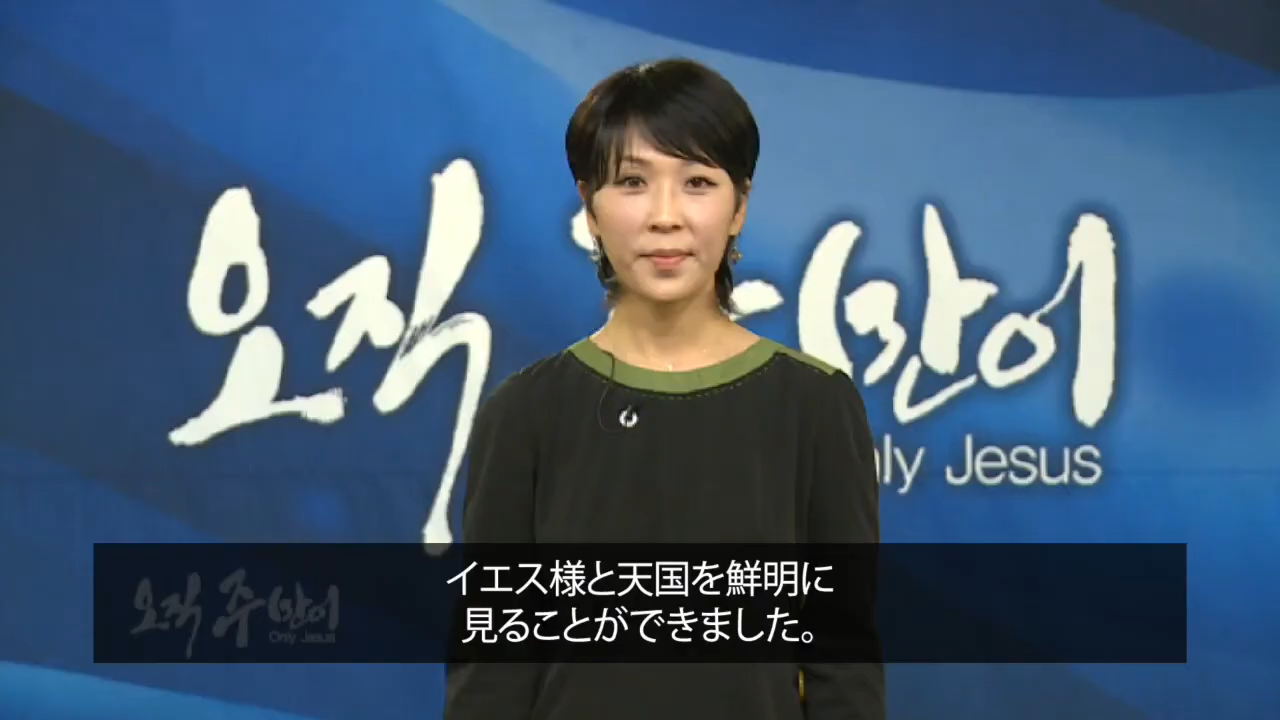 오직 만이
Only Jesus
イエス様と天国を鮮明に
見ることができました。
오직 주 만이
Only Jesus